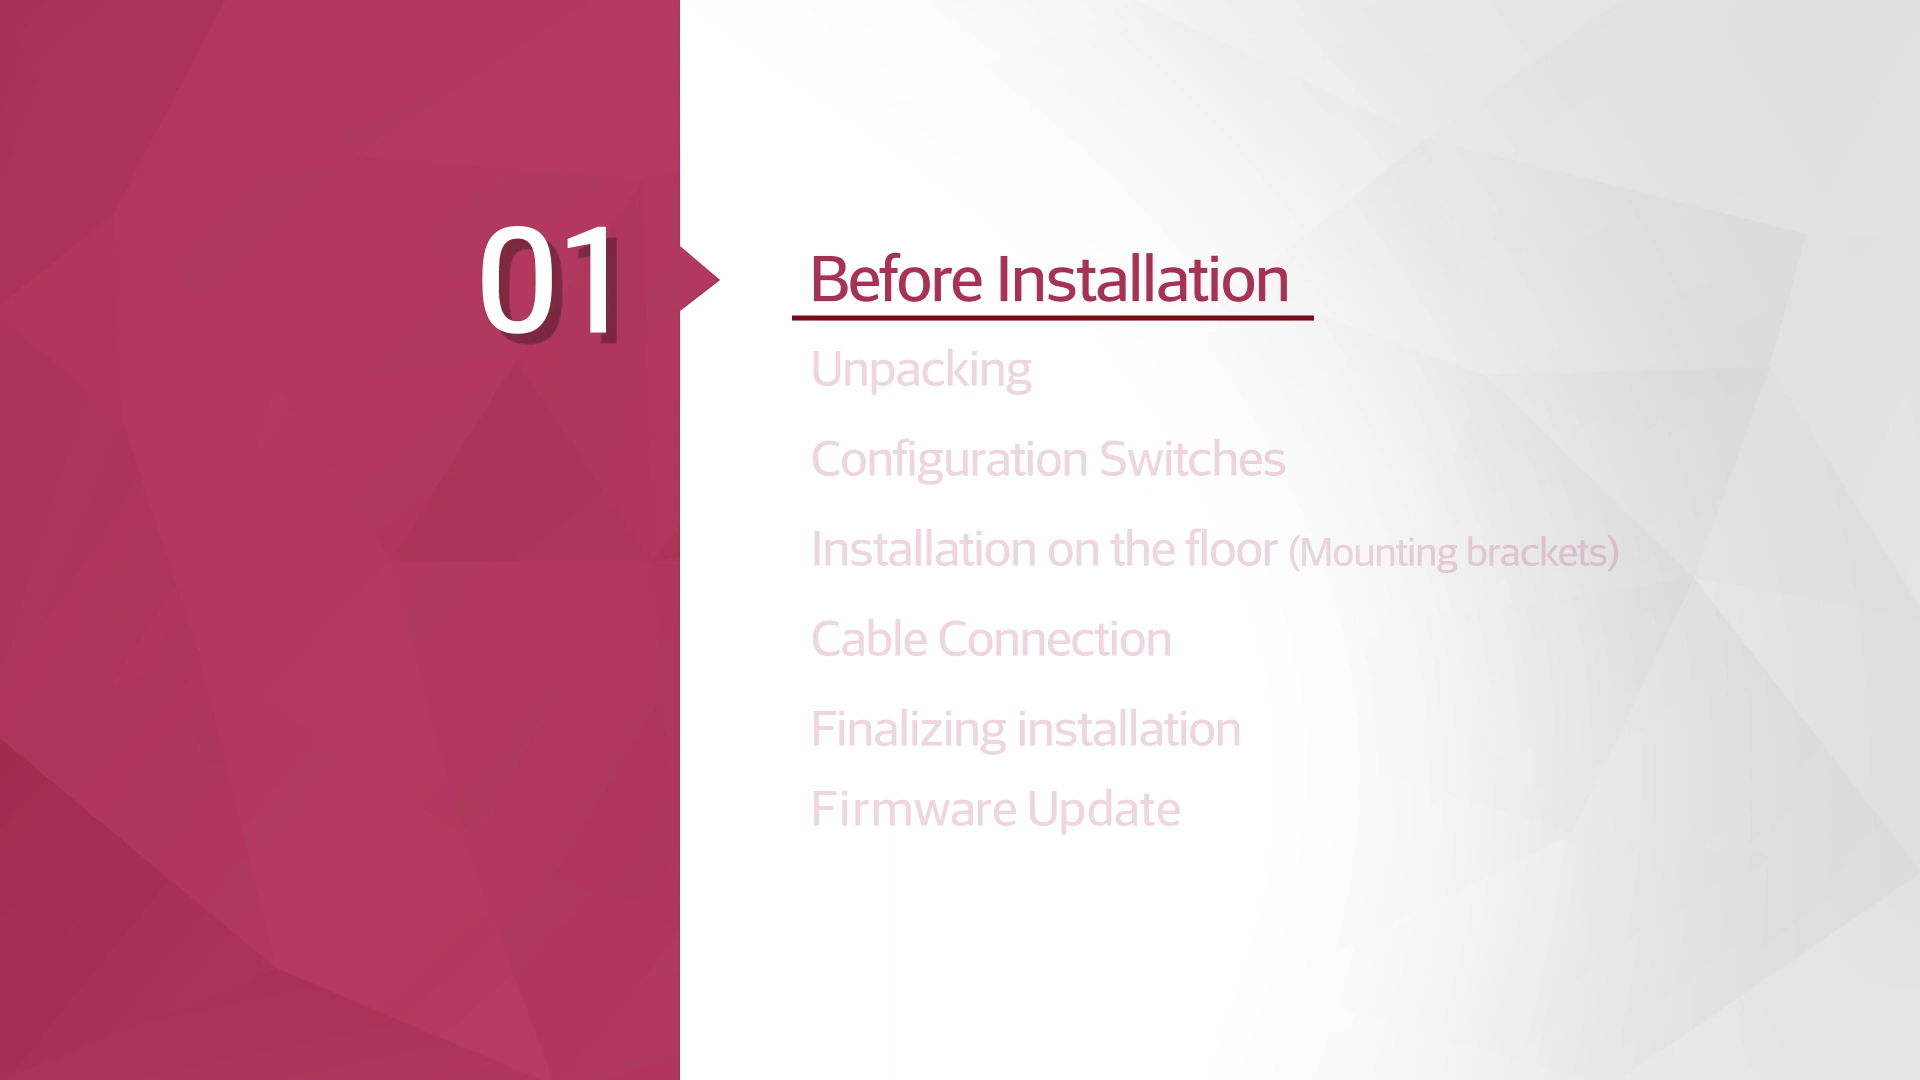 01
Before Installation
Unpacking
Configuration Switches
Installation on the floor (Mounting brackets)
Cable Connection
Finalizing installation
Firmware Update